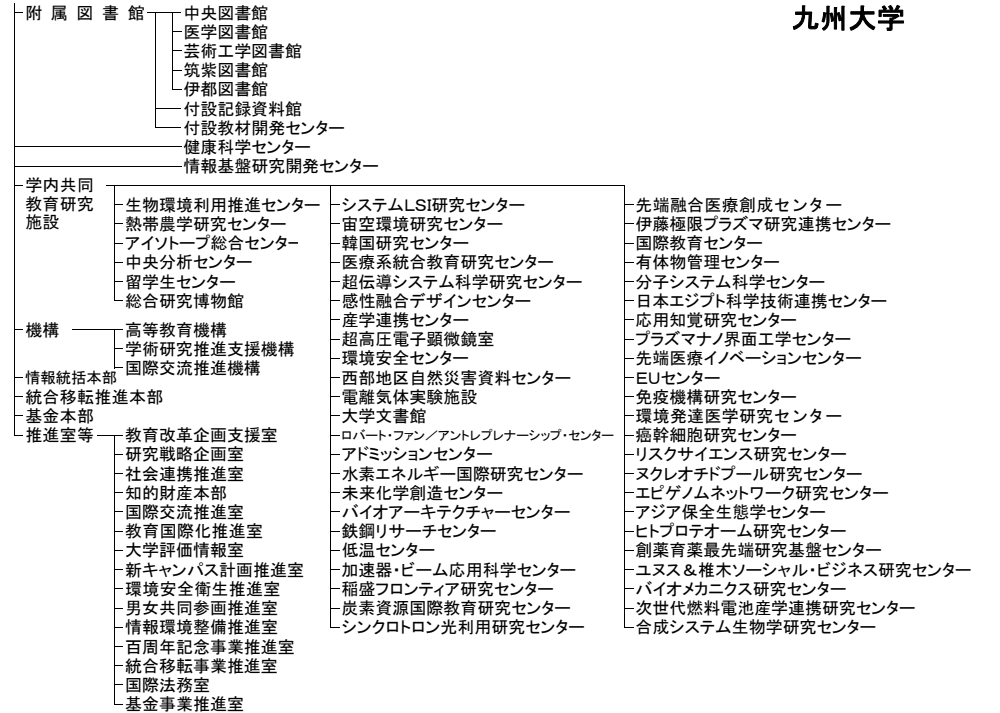 九州大学
附属図書館
中央図書館
医学図書館
芸術工学図書館
筑紫図書館
伊都図書館
付設記録資料館
付設教材開発センター
健康科学センター
情報基盤研究開発センター
学内共同
教育研究
施設
生物環境利用推進センター
熱帯農学研究センター
アイソトープ総合センター
中央分析センター
留学生センター
総合研究博物館
システムLSI研究センター
宙空環境研究センター
韓国研究センター
医療系統合教育研究センター
超伝導システム科学研究センター
感性融合デザインセンター
産学連携センター
超高圧電子顕微鏡室
環境安全センター
西部地区自然災害資料センター
電離気体実験施設
大学文書館
ロバート・ファン/アントレプレナーシップ・センター
アドミッションセンター
水素エネルギー国際研究センター
未来化学創造センター
バイオアーキテクチャーセンター
鉄鋼リサーチセンター
低温センター
加速器・ビーム応用科学センター
稲盛フロンティア研究センター
炭素資源国際教育研究センター
シンクロトロン光利用研究センター
先端融合医療創成センター
伊藤極限プラズマ研究連携センター
国際教育センター
有体物管理センター
分子システム科学センター
日本エジプト科学技術連携センター
応用知覚研究センター
プラズマナノ界面工学センター
先端医療イノベーションセンター
EUセンター
免疫機構研究センター
環境発達医学研究センター
癌幹細胞研究センター
リスクサイエンス研究センター
ヌクレオチドプール研究センター
エピゲノムネットワーク研究センター
アジア保全生態学センター
ヒトプロテオーム研究センター
創薬育薬最先端研究基盤センター
ユヌス&椎木ソーシャル・ビジネス研究センター
バイオメカニクス研究センター
次世代燃料電池産学連携研究センター
合成システム生物学研究センター
機構
高等教育機構
学術研究推進支援機構
国際交流推進機構
情報統括本部
統合移転推進本部
基金本部
推進室等
教育改革企画支援室
研究戦略企画室
社会連携推進室
知的財産本部
国際交流推進室
教育国際化推進室
大学評価情報室
新キャンパス計画推進室
環境安全衛生推進室
男女共同参画推進室
情報環境整備推進室
百周年記念事業推進室
統合移転事業推進室
国際法務室
基金事業推進室